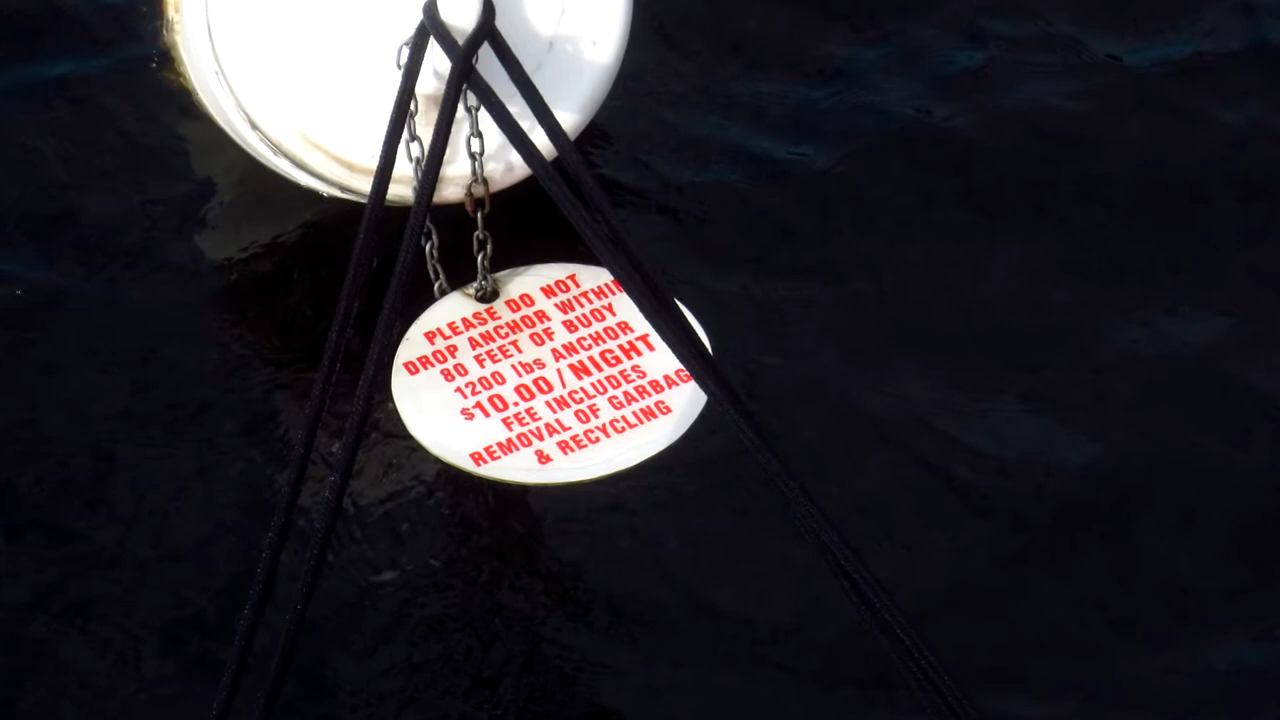 PLEASE DO NOT
DROP ANCHOR WITHIN
80 FEET OF BUOY
1200 lbs ANCHOR
$10.00/NIGHT
FEE INCLUDES
REMOVAL OF GARBAG
& RECYCLING